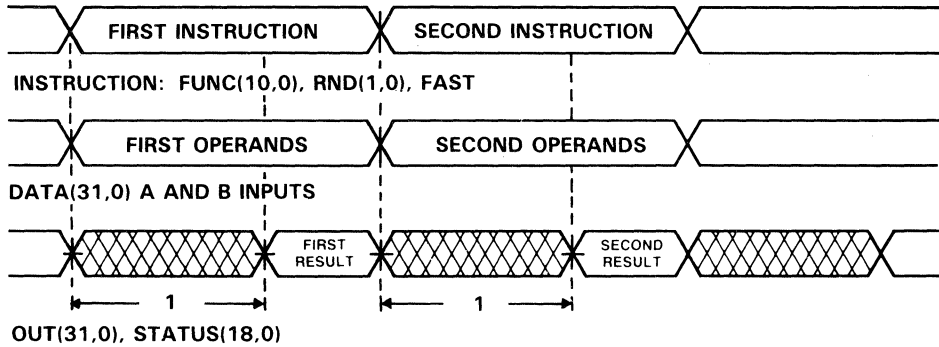 FIRST INSTRUCTION SECOND INSTRUCTION
INSTRUCTION: FUNC(10,0), RND(1,0), FAST
FIRST OPERANDS SECOND OPERANDS
DATA(31,0) A AND B INPUTS
FIRST RESULT
SECOND RESULT
1 1
OUT(31,0), STATUS(18,0)